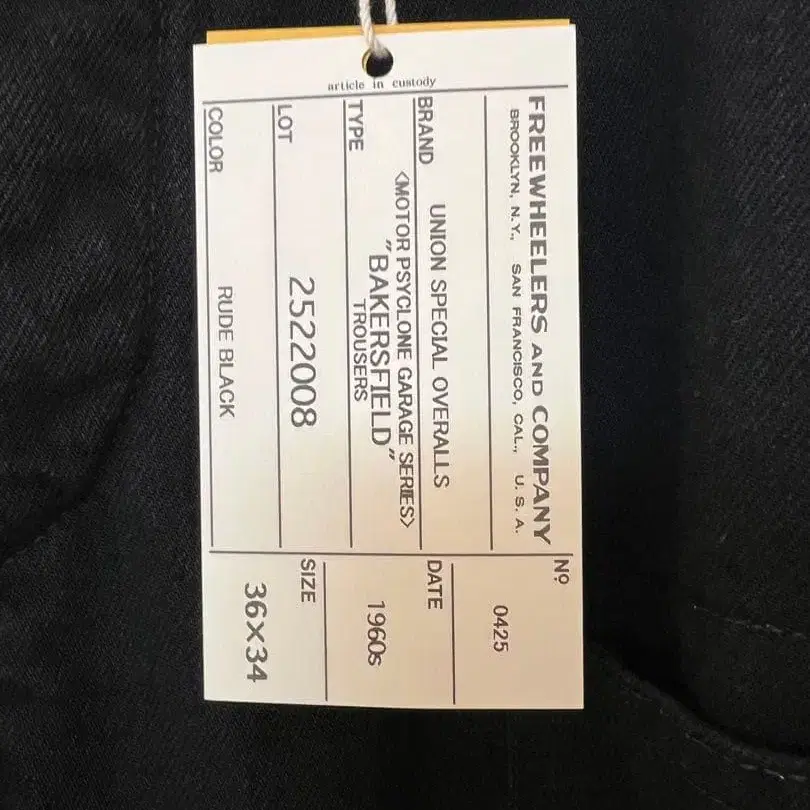 article in custody
FREEWHEELERS AND COMPANY
BROOKLYN, N.Y., SAN FRANCISCO, CAL., U.S.A.
Nº
0425
BRAND
UNION SPECIAL OVERALLS
DATE
1960s
TYPE
<MOTOR PSYCLONE GARAGE SERIES>
"BAKERSFIELD"
TROUSERS
LOT
2522008
SIZE
36×34
COLOR
RUDE BLACK